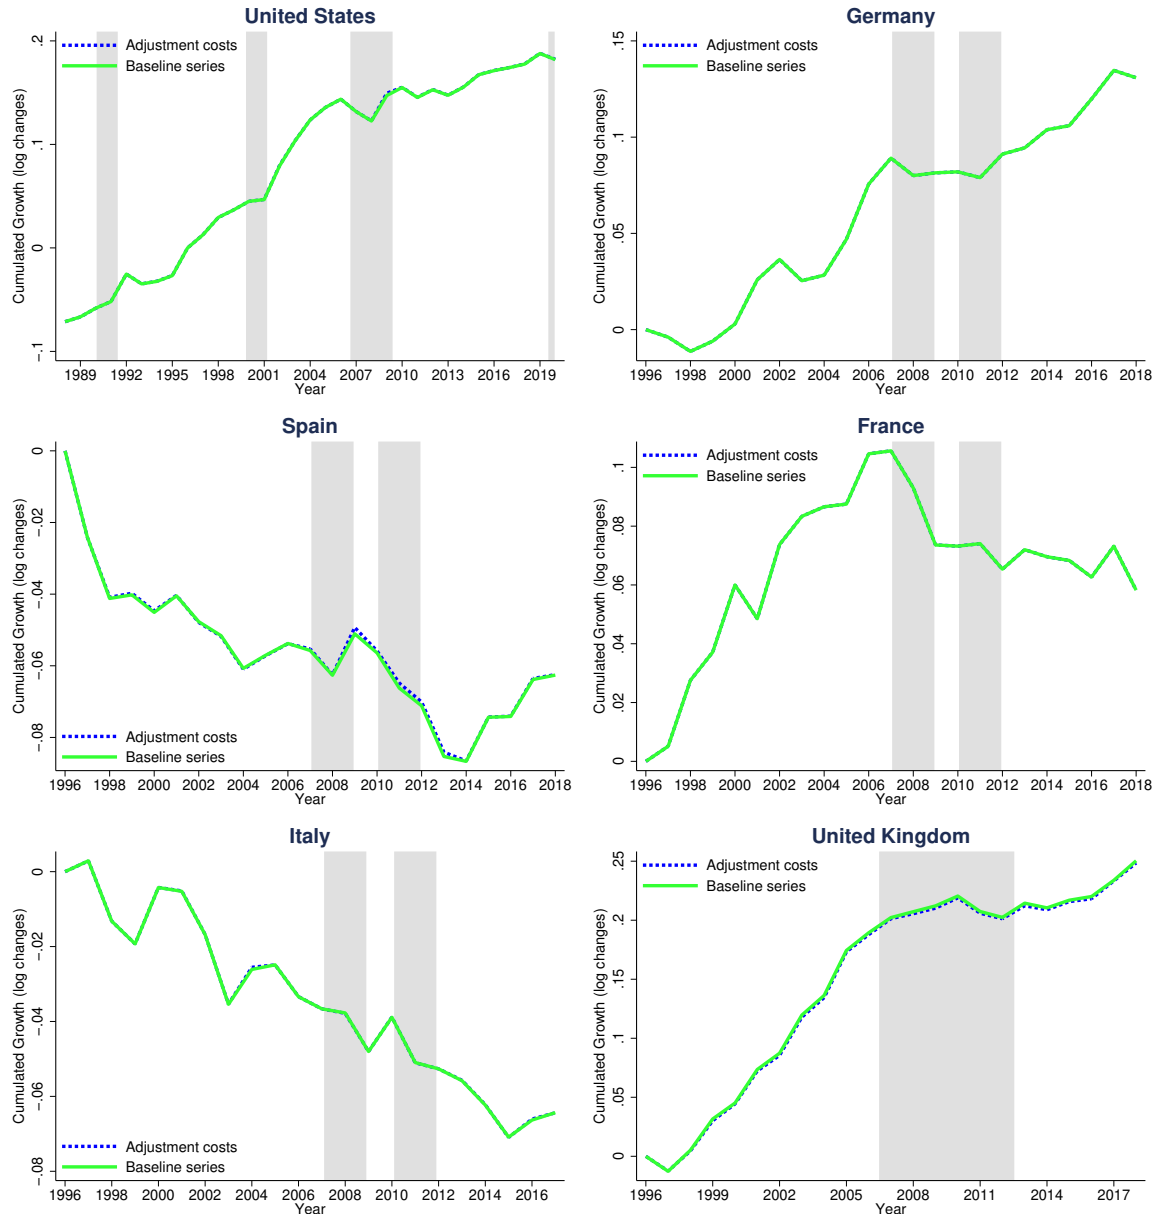 United States
Cumulated Growth (log changes)
.2
.1
0
-.1
Adjustment costs
Baseline series
1989 1992 1995 1998 2001 2004 2007 2010 2013 2016 2019
Year
Germany
Cumulated Growth (log changes)
.15
.1
.05
0
Adjustment costs
Baseline series
1996 1998 2000 2002 2004 2006 2008 2010 2012 2014 2016 2018
Year
Spain
Cumulated Growth (log changes)
0
-.02
-.04
-.06
-.08
Adjustment costs
Baseline series
1996 1998 2000 2002 2004 2006 2008 2010 2012 2014 2016 2018
Year
France
Cumulated Growth (log changes)
.1
.08
.06
.04
.02
0
Adjustment costs
Baseline series
1996 1998 2000 2002 2004 2006 2008 2010 2012 2014 2016 2018
Year
Italy
Cumulated Growth (log changes)
0
-.02
-.04
-.06
-.08
Adjustment costs
Baseline series
1996 1998 2000 2002 2004 2006 2008 2010 2012 2014 2016
Year
United Kingdom
Cumulated Growth (log changes)
.25
.2
.15
.1
.05
0
Adjustment costs
Baseline series
1996 1999 2002 2005 2008 2011 2014 2017
Year